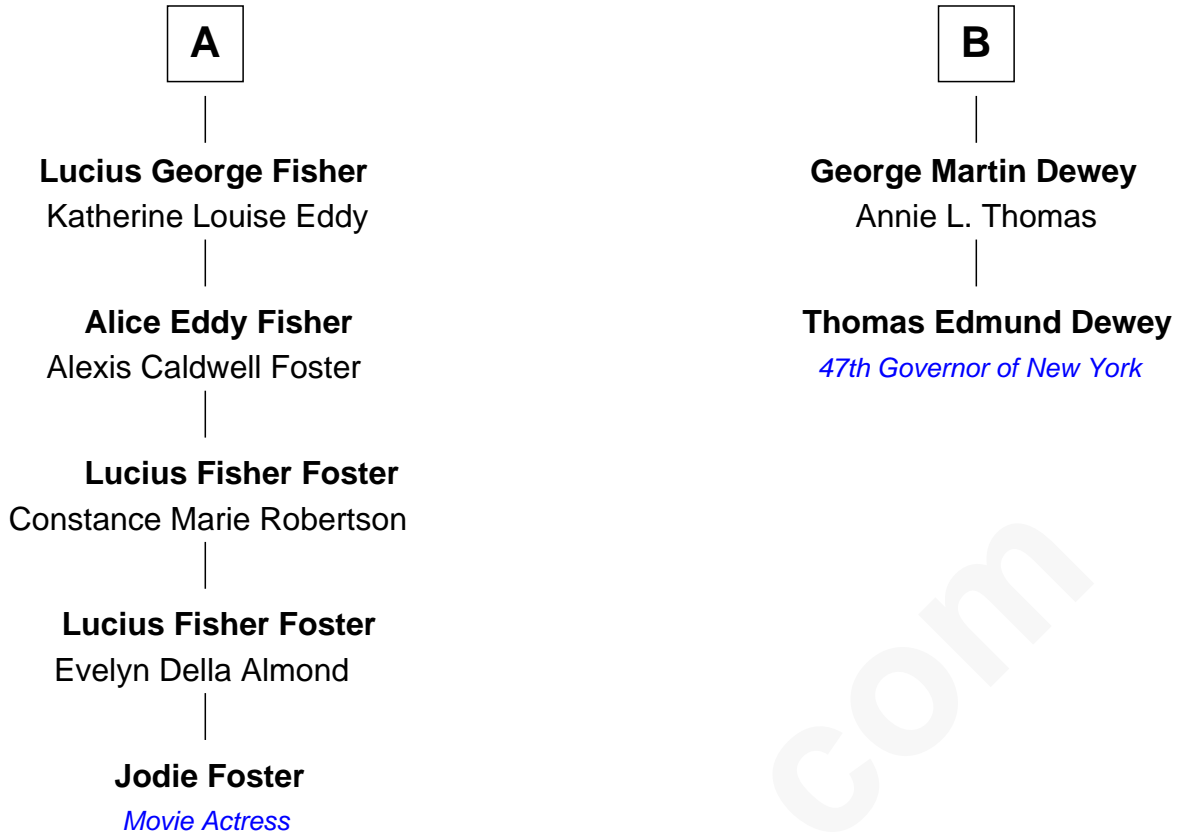 A
Lucius George Fisher
Katherine Louise Eddy
Alice Eddy Fisher
Alexis Caldwell Foster
Lucius Fisher Foster
Constance Marie Robertson
Lucius Fisher Foster
Evelyn Della Almond
Jodie Foster
Movie Actress
B
George Martin Dewey
Annie L. Thomas
Thomas Edmund Dewey
47th Governor of New York
com